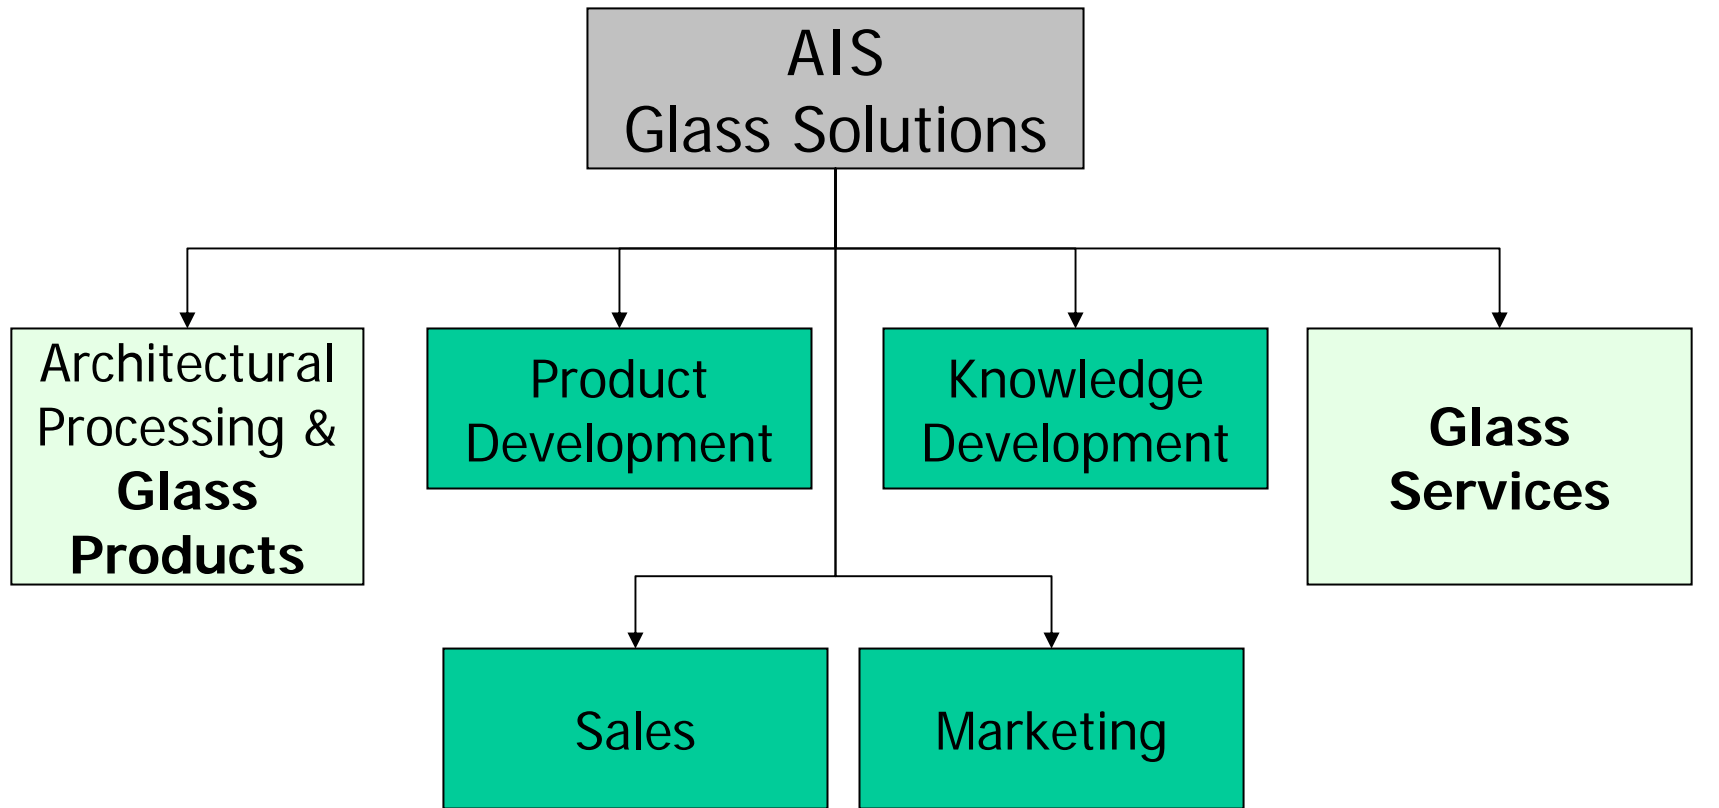 AIS
Glass Solutions
Architectural
Processing &
Glass
Products
Product
Development
Knowledge
Development
Glass
Services
Sales
Marketing